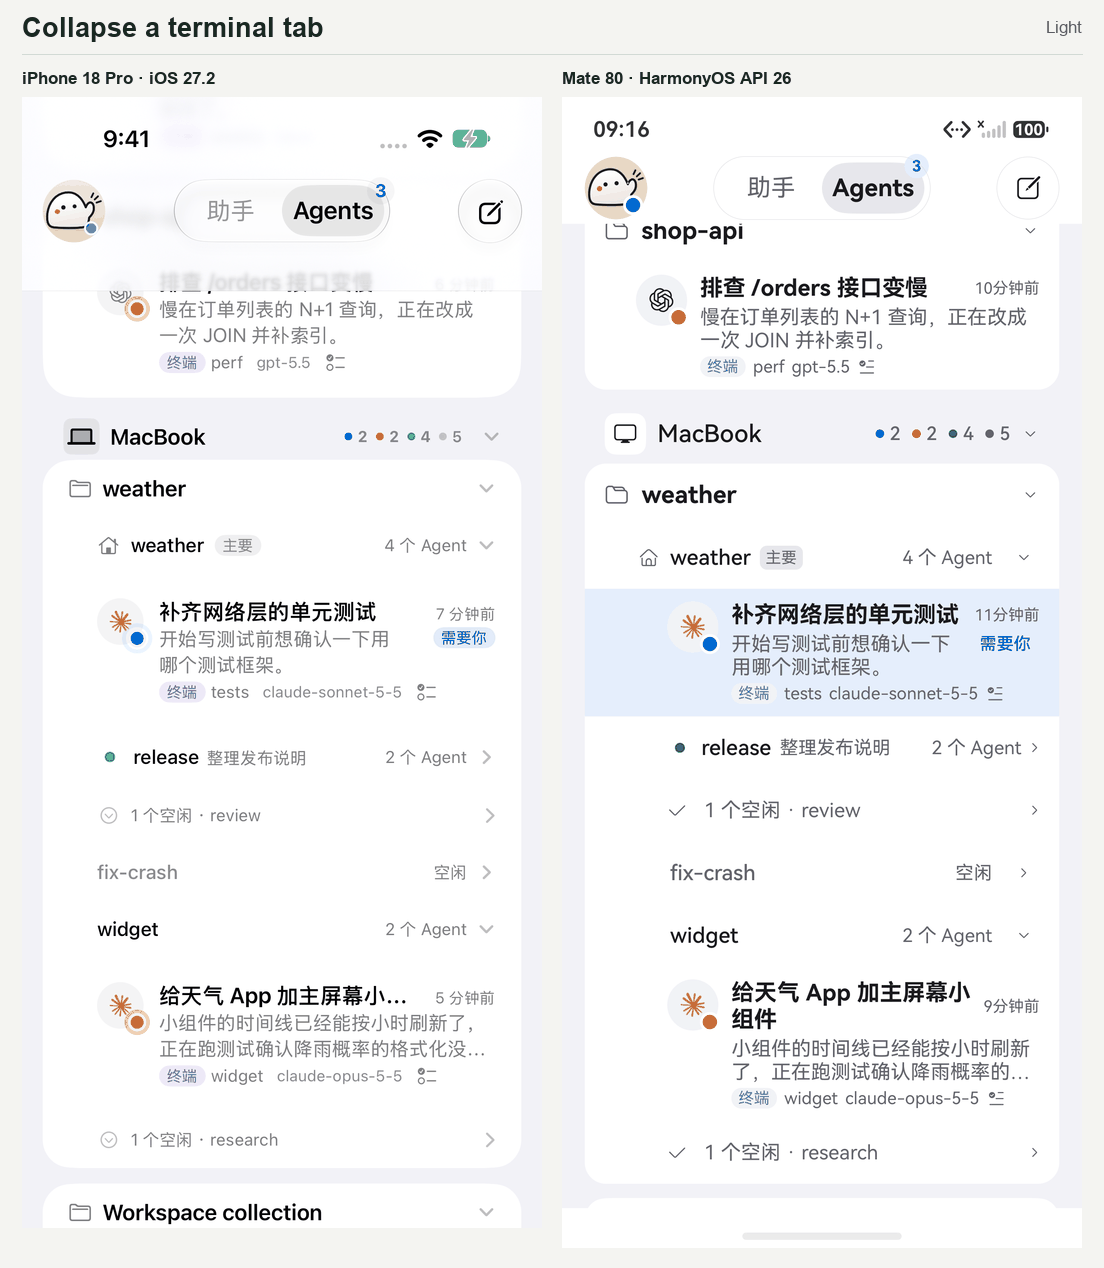 Collapse a terminal tab
Light
iPhone 18 Pro · iOS 27.2
9:41
助手
Agents
3
排查 /orders 接口变慢
6 分钟前
慢在订单列表的 N+1 查询，正在改成
一次 JOIN 并补索引。
终端 perf gpt-5.5
MacBook
2 2 4 5
weather
weather 主要 4 个 Agent
补齐网络层的单元测试
7 分钟前
开始写测试前想确认一下用
需要你
哪个测试框架。
终端 tests claude-sonnet-5-5
release 整理发布说明 2 个 Agent
1 个空闲 · review
fix-crash 空闲
widget 2 个 Agent
给天气 App 加主屏幕小...
5 分钟前
小组件的时间线已经能按小时刷新了，
正在跑测试确认降雨概率的格式化没...
终端 widget claude-opus-5-5
1 个空闲 · research
Workspace collection
Mate 80 · HarmonyOS API 26
09:16
100
助手
Agents
3
shop-api
排查 /orders 接口变慢
10分钟前
慢在订单列表的 N+1 查询，正在改成
一次 JOIN 并补索引。
终端 perf gpt-5.5
MacBook
2 2 4 5
weather
weather 主要 4 个 Agent
补齐网络层的单元测试
11分钟前
开始写测试前想确认一下
需要你
用哪个测试框架。
终端 tests claude-sonnet-5-5
release 整理发布说明 2 个 Agent
1 个空闲 · review
fix-crash 空闲
widget 2 个 Agent
给天气 App 加主屏幕小
组件
9分钟前
小组件的时间线已经能按小时刷新
了，正在跑测试确认降雨概率的...
终端 widget claude-opus-5-5
1 个空闲 · research